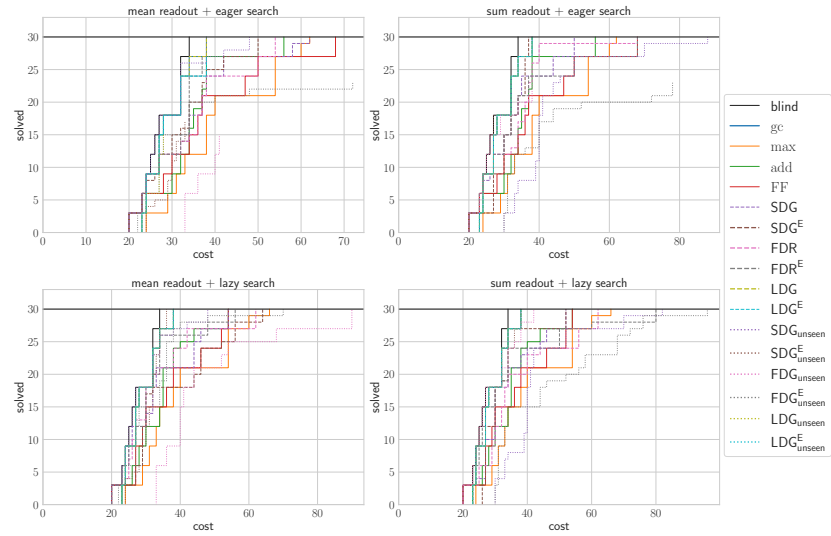 mean readout + eager search
sum readout + eager search
solved
30
25
20
15
10
5
0
0 10 20 30 40 50 60 70
cost
30
25
20
15
10
5
0
0 20 40 60 80
cost
mean readout + lazy search
sum readout + lazy search
solved
30
25
20
15
10
5
0
0 20 40 60 80
cost
solved
30
25
20
15
10
5
0
0 20 40 60 80
cost
blind
gc
max
add
FF
SDG
SDG^E
FDR
FDR^E
LDG
LDG^E
SDG_unseen
SDG^E_unseen
FDG_unseen
FDG^E_unseen
LDG_unseen
LDG^E_unseen